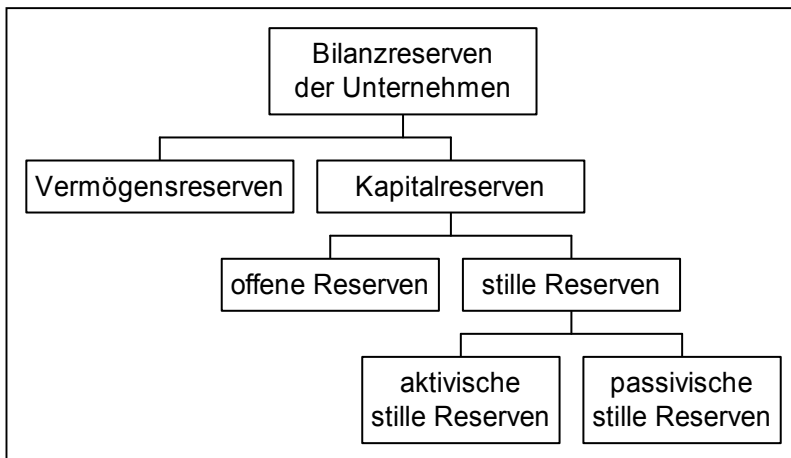 Bilanzreserven
der Unternehmen
Vermögensreserven
Kapitalreserven
offene Reserven
stille Reserven
aktivische
stille Reserven
passivische
stille Reserven